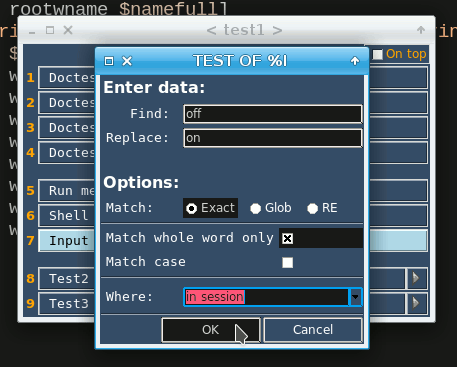 rootwname $namefull]
< test1 >
TEST OF %I
On top
Enter data:
1 Doctes
Find: off
2 Doctes
Replace: on
3 Doctes
4 Doctes
Options:
5 Run me
Match: Exact Glob RE
6 Shell
7 Input
Match whole word only
Match case
8 Test2
Where: in session
9 Test3
OK Cancel